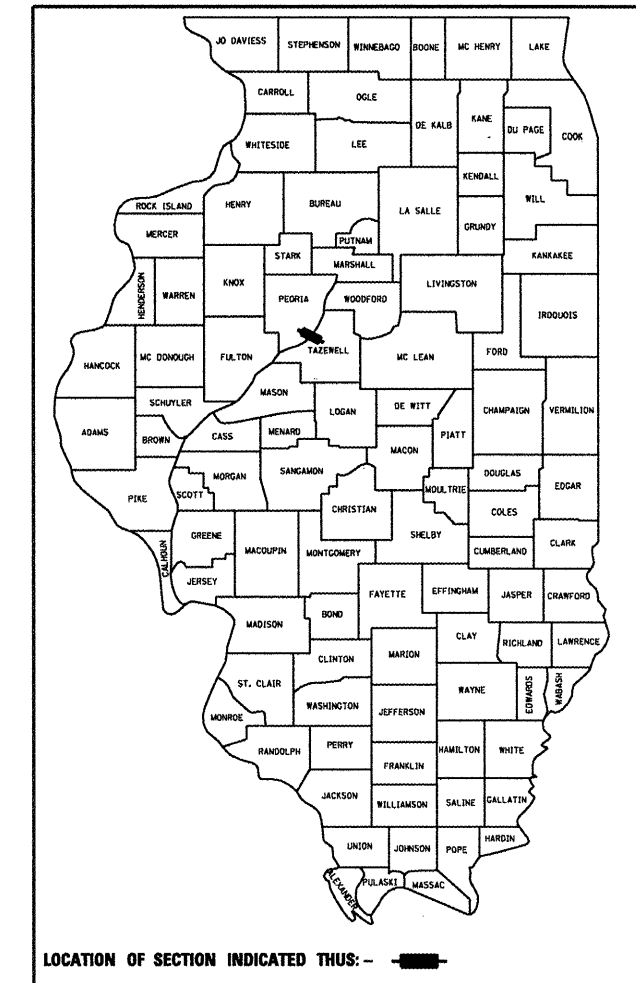 JO DAVIESS STEPHENSON WINNEBAGO BOONE MC HENRY LAKE
CARROLL OGLE DE KALB KANE DU PAGE COOK
WHITESIDE LEE KENDALL WILL
ROCK ISLAND HENRY BUREAU LA SALLE GRUNDY
MERCER PUTNAM KANKAKEE
STARK MARSHALL
HENDERSON WARREN KNOX PEORIA WOODFORD LIVINGSTON IROQUOIS
HANCOCK MC DONOUGH FULTON TAZEWELL MC LEAN FORD
SCHUYLER MASON LOGAN DE WITT CHAMPAIGN VERMILION
ADAMS BROWN CASS MENARD MACON PIATT
PIKE SCOTT MORGAN SANGAMON MOULTRIE DOUGLAS EDGAR
CHRISTIAN COLES
CALHOUN GREENE MACOUPIN MONTGOMERY SHELBY CUMBERLAND CLARK
JERSEY FAYETTE EFFINGHAM JASPER CRAWFORD
MADISON BOND CLAY RICHLAND LAWRENCE
CLINTON MARION
ST. CLAIR WAYNE EDWARDS WABASH
MONROE WASHINGTON JEFFERSON
RANDOLPH PERRY HAMILTON WHITE
FRANKLIN
JACKSON WILLIAMSON SALINE GALLATIN
UNION JOHNSON POPE HARDIN
ALEXANDER PULASKI MASSAC
LOCATION OF SECTION INDICATED THUS: –